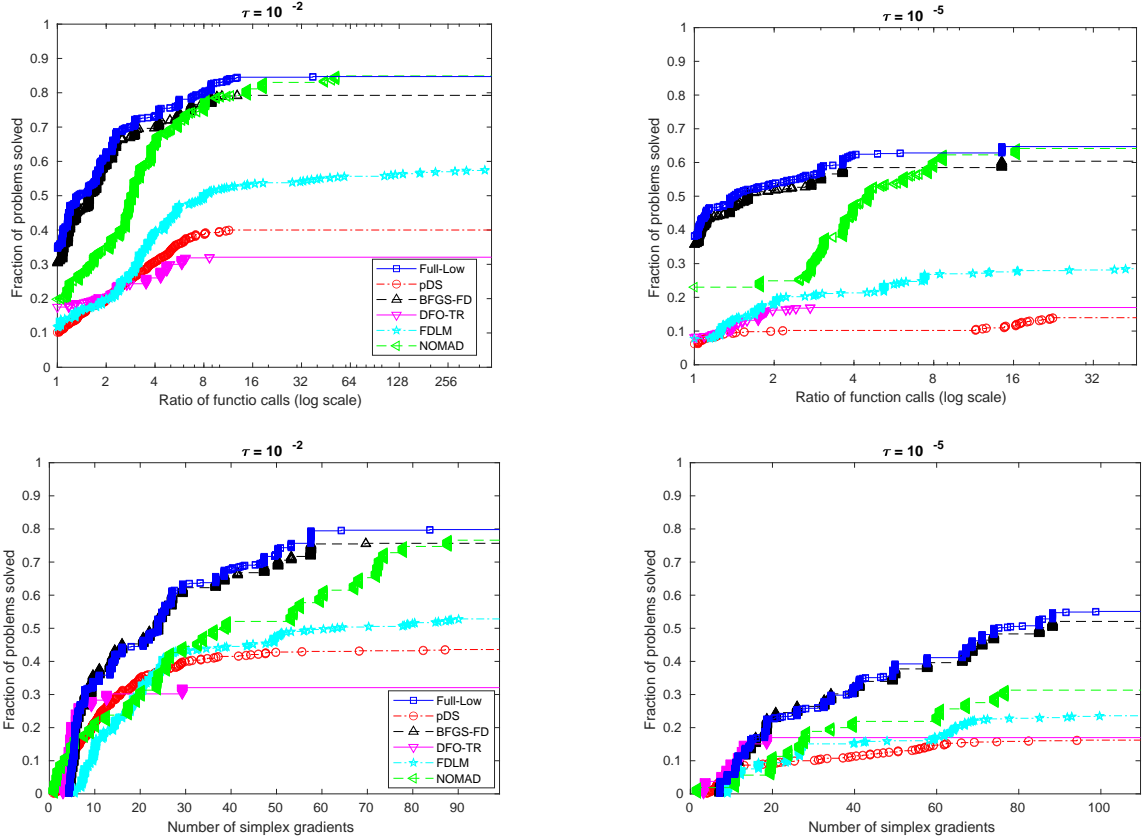 τ = 10 -2
1
0.9
0.8
0.7
0.6
0.5
0.4
0.3
0.2
0.1
0
Fraction of problems solved
1 2 4 8 16 32 64 128 256
Ratio of functio calls (log scale)
Full-Low
pDS
BFGS-FD
DFO-TR
FDLM
NOMAD
τ = 10 -5
1
0.9
0.8
0.7
0.6
0.5
0.4
0.3
0.2
0.1
0
Fraction of problems solved
1 2 4 8 16 32
Ratio of function calls (log scale)
τ = 10 -2
1
0.9
0.8
0.7
0.6
0.5
0.4
0.3
0.2
0.1
0
Fraction of problems solved
0 10 20 30 40 50 60 70 80 90
Number of simplex gradients
Full-Low
pDS
BFGS-FD
DFO-TR
FDLM
NOMAD
τ = 10 -5
1
0.9
0.8
0.7
0.6
0.5
0.4
0.3
0.2
0.1
0
Fraction of problems solved
20 40 60 80 100
Number of simplex gradients